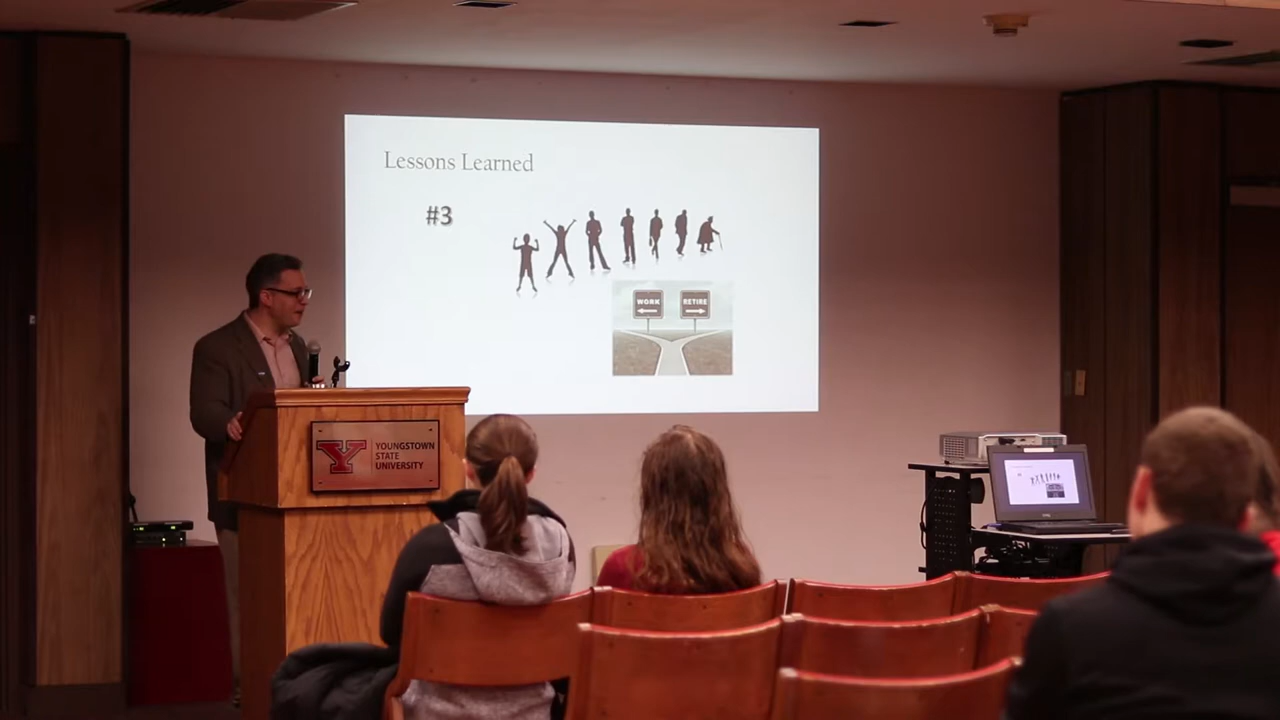 Lessons Learned
#3
WORK
RETIRE
Y
YOUNGSTOWN
STATE
UNIVERSITY